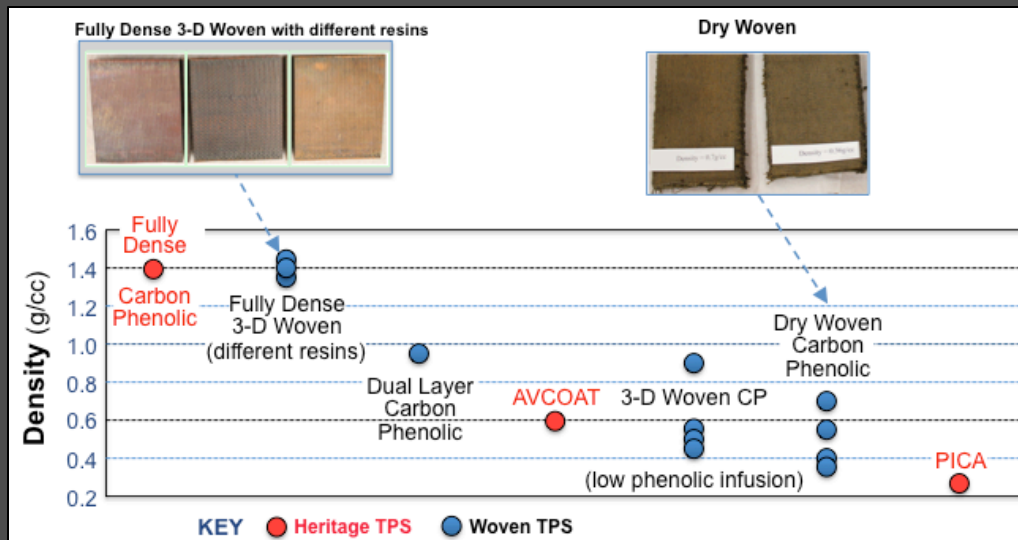 Fully Dense 3-D Woven with different resins
Dry Woven
1.6
1.4
1.2
1.0
0.8
0.6
0.4
0.2
Density (g/cc)
Fully
Dense
Carbon
Phenolic
Fully Dense
3-D Woven
(different resins)
Dual Layer
Carbon
Phenolic
AVCOAT
3-D Woven CP
(low phenolic infusion)
Dry Woven
Carbon
Phenolic
PICA
KEY
Heritage TPS
Woven TPS